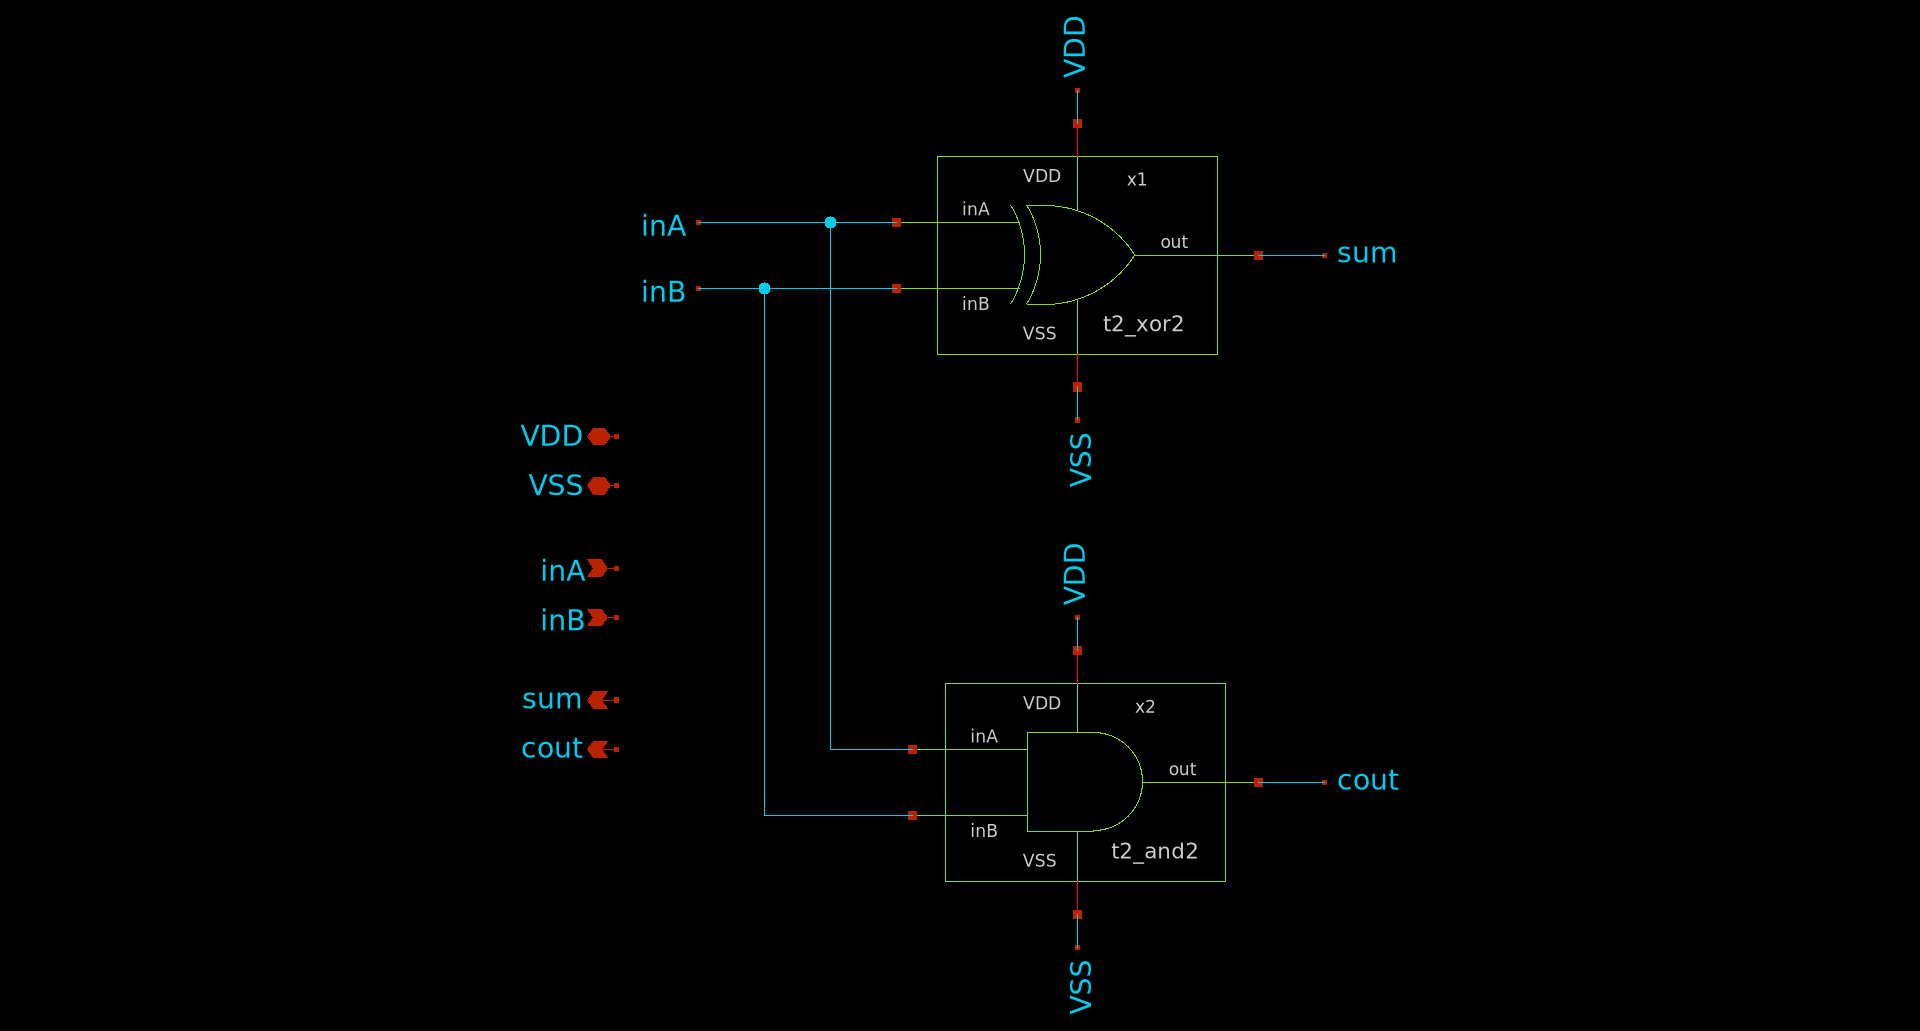 VDD
VDD
x1
inA
inA
out
sum
inB
inB
VSS
t2_xor2
VSS
VDD
VSS
inA
inB
sum
cout
VDD
VDD
x2
inA
out
cout
inB
VSS
t2_and2
VSS